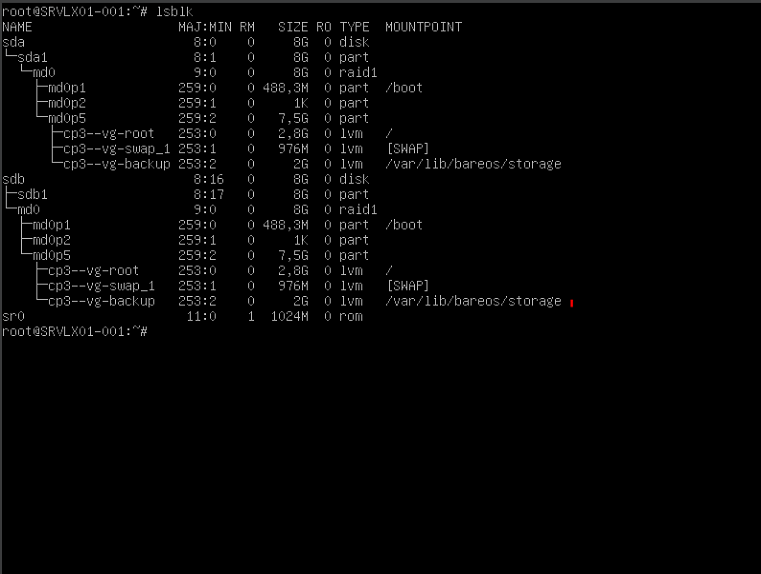 root@SRVLX01-001:~# lsblk
NAME                   MAJ:MIN RM   SIZE RO TYPE  MOUNTPOINT
sda                      8:0    0     8G  0 disk
└─sda1                   8:1    0     8G  0 part
  └─md0                  9:0    0     8G  0 raid1
    ├─md0p1            259:0    0 488,3M  0 part  /boot
    ├─md0p2            259:1    0     1K  0 part
    └─md0p5            259:2    0   7,5G  0 part
      ├─cp3--vg-root   253:0    0   2,8G  0 lvm   /
      ├─cp3--vg-swap_1 253:1    0   976M  0 lvm   [SWAP]
      └─cp3--vg-backup 253:2    0     2G  0 lvm   /var/lib/bareos/storage
sdb                      8:16   0     8G  0 disk
├─sdb1                   8:17   0     8G  0 part
└─md0                    9:0    0     8G  0 raid1
  ├─md0p1              259:0    0 488,3M  0 part  /boot
  ├─md0p2              259:1    0     1K  0 part
  └─md0p5              259:2    0   7,5G  0 part
    ├─cp3--vg-root     253:0    0   2,8G  0 lvm   /
    ├─cp3--vg-swap_1   253:1    0   976M  0 lvm   [SWAP]
    └─cp3--vg-backup   253:2    0     2G  0 lvm   /var/lib/bareos/storage
sr0                     11:0    1  1024M  0 rom
root@SRVLX01-001:~#